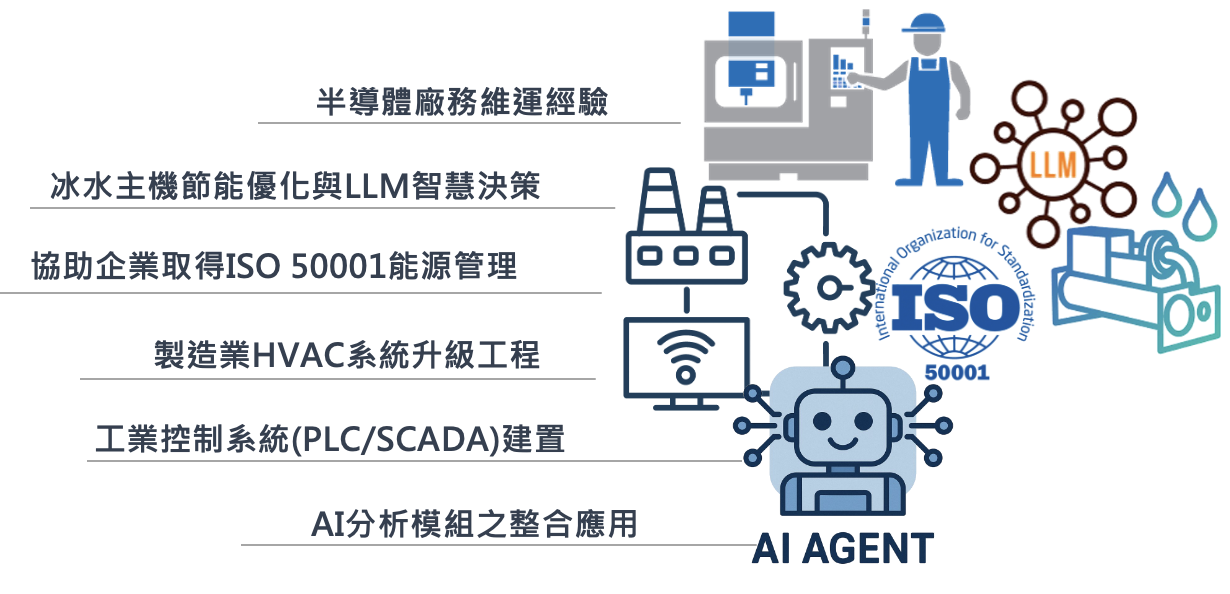 半導體廠務維運經驗
LLM
冰水主機節能優化與LLM智慧決策
協助企業取得ISO 50001能源管理
International Organization for Standardization
ISO
50001
製造業HVAC系統升級工程
工業控制系統(PLC/SCADA)建置
AI分析模組之整合應用
AI AGENT